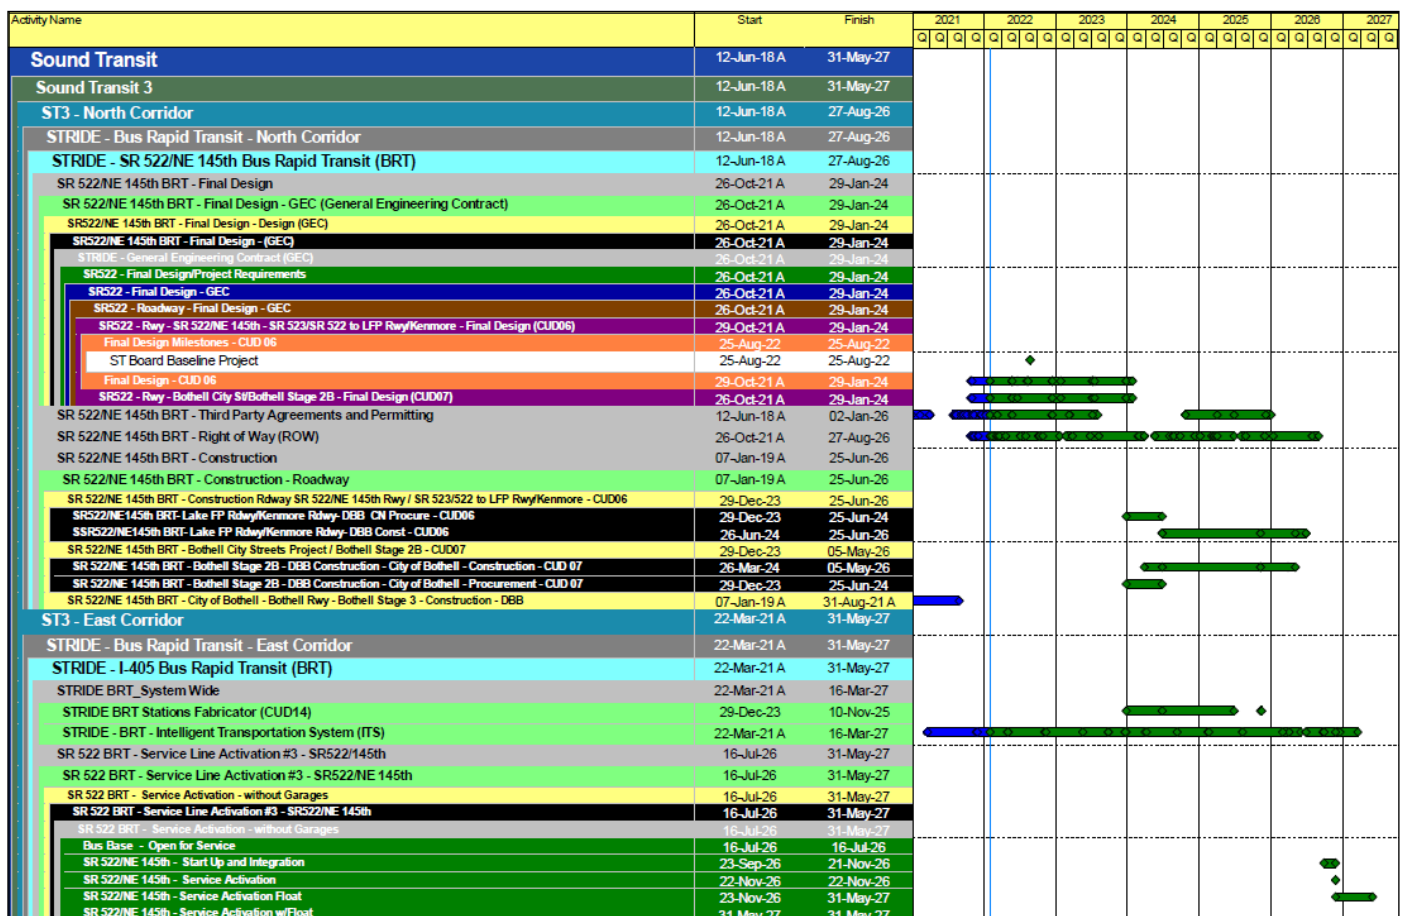 Activity Name Start Finish 2021 2022 2023 2024 2025 2026 2027
Q Q Q Q Q Q Q Q Q Q Q Q Q Q Q Q Q Q Q Q Q Q Q Q Q Q Q
Sound Transit 12-Jun-18 A 31-May-27
Sound Transit 3 12-Jun-18 A 31-May-27
ST3 - North Corridor 12-Jun-18 A 27-Aug-26
STRIDE - Bus Rapid Transit - North Corridor 12-Jun-18 A 27-Aug-26
STRIDE - SR 522/NE 145th Bus Rapid Transit (BRT) 12-Jun-18 A 27-Aug-26
SR 522/NE 145th BRT - Final Design 26-Oct-21 A 29-Jan-24
SR 522/NE 145th BRT - Final Design - GEC (General Engineering Contract) 26-Oct-21 A 29-Jan-24
SR522/NE 145th BRT - Final Design - Design (GEC) 26-Oct-21 A 29-Jan-24
SR522/NE 145th BRT - Final Design - (GEC) 26-Oct-21 A 29-Jan-24
STRIDE - General Engineering Contract (GEC) 26-Oct-21 A 29-Jan-24
SR522 - Final Design/Project Requirements 26-Oct-21 A 29-Jan-24
SR522 - Final Design - GEC 26-Oct-21 A 29-Jan-24
SR522 - Roadway - Final Design - GEC 26-Oct-21 A 29-Jan-24
SR522 - Rwy - SR 522/NE 145th - SR 523/SR 522 to LFP Rwy/Kenmore - Final Design (CUD06) 29-Oct-21 A 29-Jan-24
Final Design Milestones - CUD 06 25-Aug-22 25-Aug-22
ST Board Baseline Project 25-Aug-22 25-Aug-22
Final Design - CUD 06 29-Oct-21 A 29-Jan-24
SR522 - Rwy - Bothell City St/Bothell Stage 2B - Final Design (CUD07) 26-Oct-21 A 29-Jan-24
SR 522/NE 145th BRT - Third Party Agreements and Permitting 12-Jun-18 A 02-Jan-26
SR 522/NE 145th BRT - Right of Way (ROW) 26-Oct-21 A 27-Aug-26
SR 522/NE 145th BRT - Construction 07-Jan-19 A 25-Jun-26
SR 522/NE 145th BRT - Construction - Roadway 07-Jan-19 A 25-Jun-26
SR 522/NE 145th BRT - Construction Rdway SR 522/NE 145th Rwy / SR 523/522 to LFP Rwy/Kenmore - CUD06 29-Dec-23 25-Jun-26
SR522/NE145th BRT- Lake FP Rdwy/Kenmore Rdwy- DBB CN Procure - CUD06 29-Dec-23 25-Jun-24
SSR522/NE145th BRT- Lake FP Rdwy/Kenmore Rdwy- DBB Const - CUD06 26-Jun-24 25-Jun-26
SR 522/NE 145th BRT - Bothell City Streets Project / Bothell Stage 2B - CUD07 29-Dec-23 05-May-26
SR 522/NE 145th BRT - Bothell Stage 2B - DBB Construction - City of Bothell - Construction - CUD 07 26-Mar-24 05-May-26
SR 522/NE 145th BRT - Bothell Stage 2B - DBB Construction - City of Bothell - Procurement - CUD 07 29-Dec-23 25-Jun-24
SR 522/NE 145th BRT - City of Bothell - Bothell Rwy - Bothell Stage 3 - Construction - DBB 07-Jan-19 A 31-Aug-21 A
ST3 - East Corridor 22-Mar-21 A 31-May-27
STRIDE - Bus Rapid Transit - East Corridor 22-Mar-21 A 31-May-27
STRIDE - I-405 Bus Rapid Transit (BRT) 22-Mar-21 A 31-May-27
STRIDE BRT_System Wide 22-Mar-21 A 16-Mar-27
STRIDE BRT Stations Fabricator (CUD14) 29-Dec-23 10-Nov-25
STRIDE - BRT - Intelligent Transportation System (ITS) 22-Mar-21 A 16-Mar-27
SR 522 BRT - Service Line Activation #3 - SR522/145th 16-Jul-26 31-May-27
SR 522 BRT - Service Line Activation #3 - SR522/NE 145th 16-Jul-26 31-May-27
SR 522 BRT - Service Activation - without Garages 16-Jul-26 31-May-27
SR 522 BRT - Service Line Activation #3 - SR522/NE 145th 16-Jul-26 31-May-27
SR 522 BRT - Service Activation - without Garages 16-Jul-26 31-May-27
Bus Base - Open for Service 16-Jul-26 16-Jul-26
SR 522/NE 145th - Start Up and Integration 23-Sep-26 21-Nov-26
SR 522/NE 145th - Service Activation 22-Nov-26 22-Nov-26
SR 522/NE 145th - Service Activation Float 23-Nov-26 31-May-27
SR 522/NE 145th - Service Activation w/Float 31-May-27 31-May-27